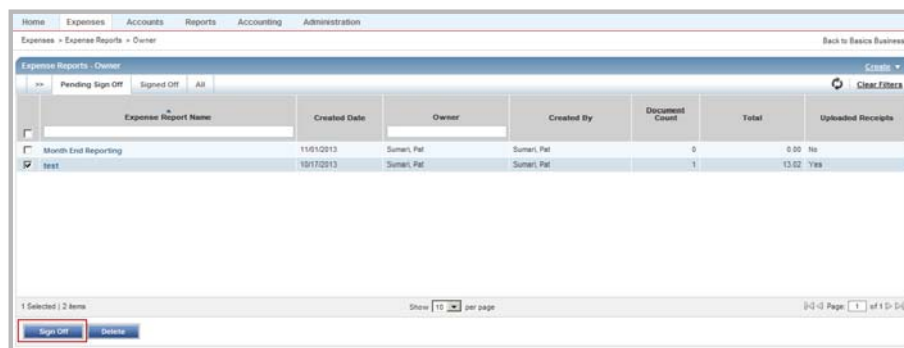 Home Expenses Accounts Reports Accounting Administration
Expenses > Expense Reports > Owner Back to Basics Business
Expense Reports - Owner Create
>> Pending Sign Off Signed Off All Clear Filters
Expense Report Name Created Date Owner Created By Document Count Total Uploaded Receipts
Month End Reporting 11/01/2013 Sumari, Pat Sumari, Pat 0 0.00 No
test 10/17/2013 Sumari, Pat Sumari, Pat 1 13.02 Yes
1 Selected | 2 items Show 10 per page Page: 1 of 1
Sign Off Delete